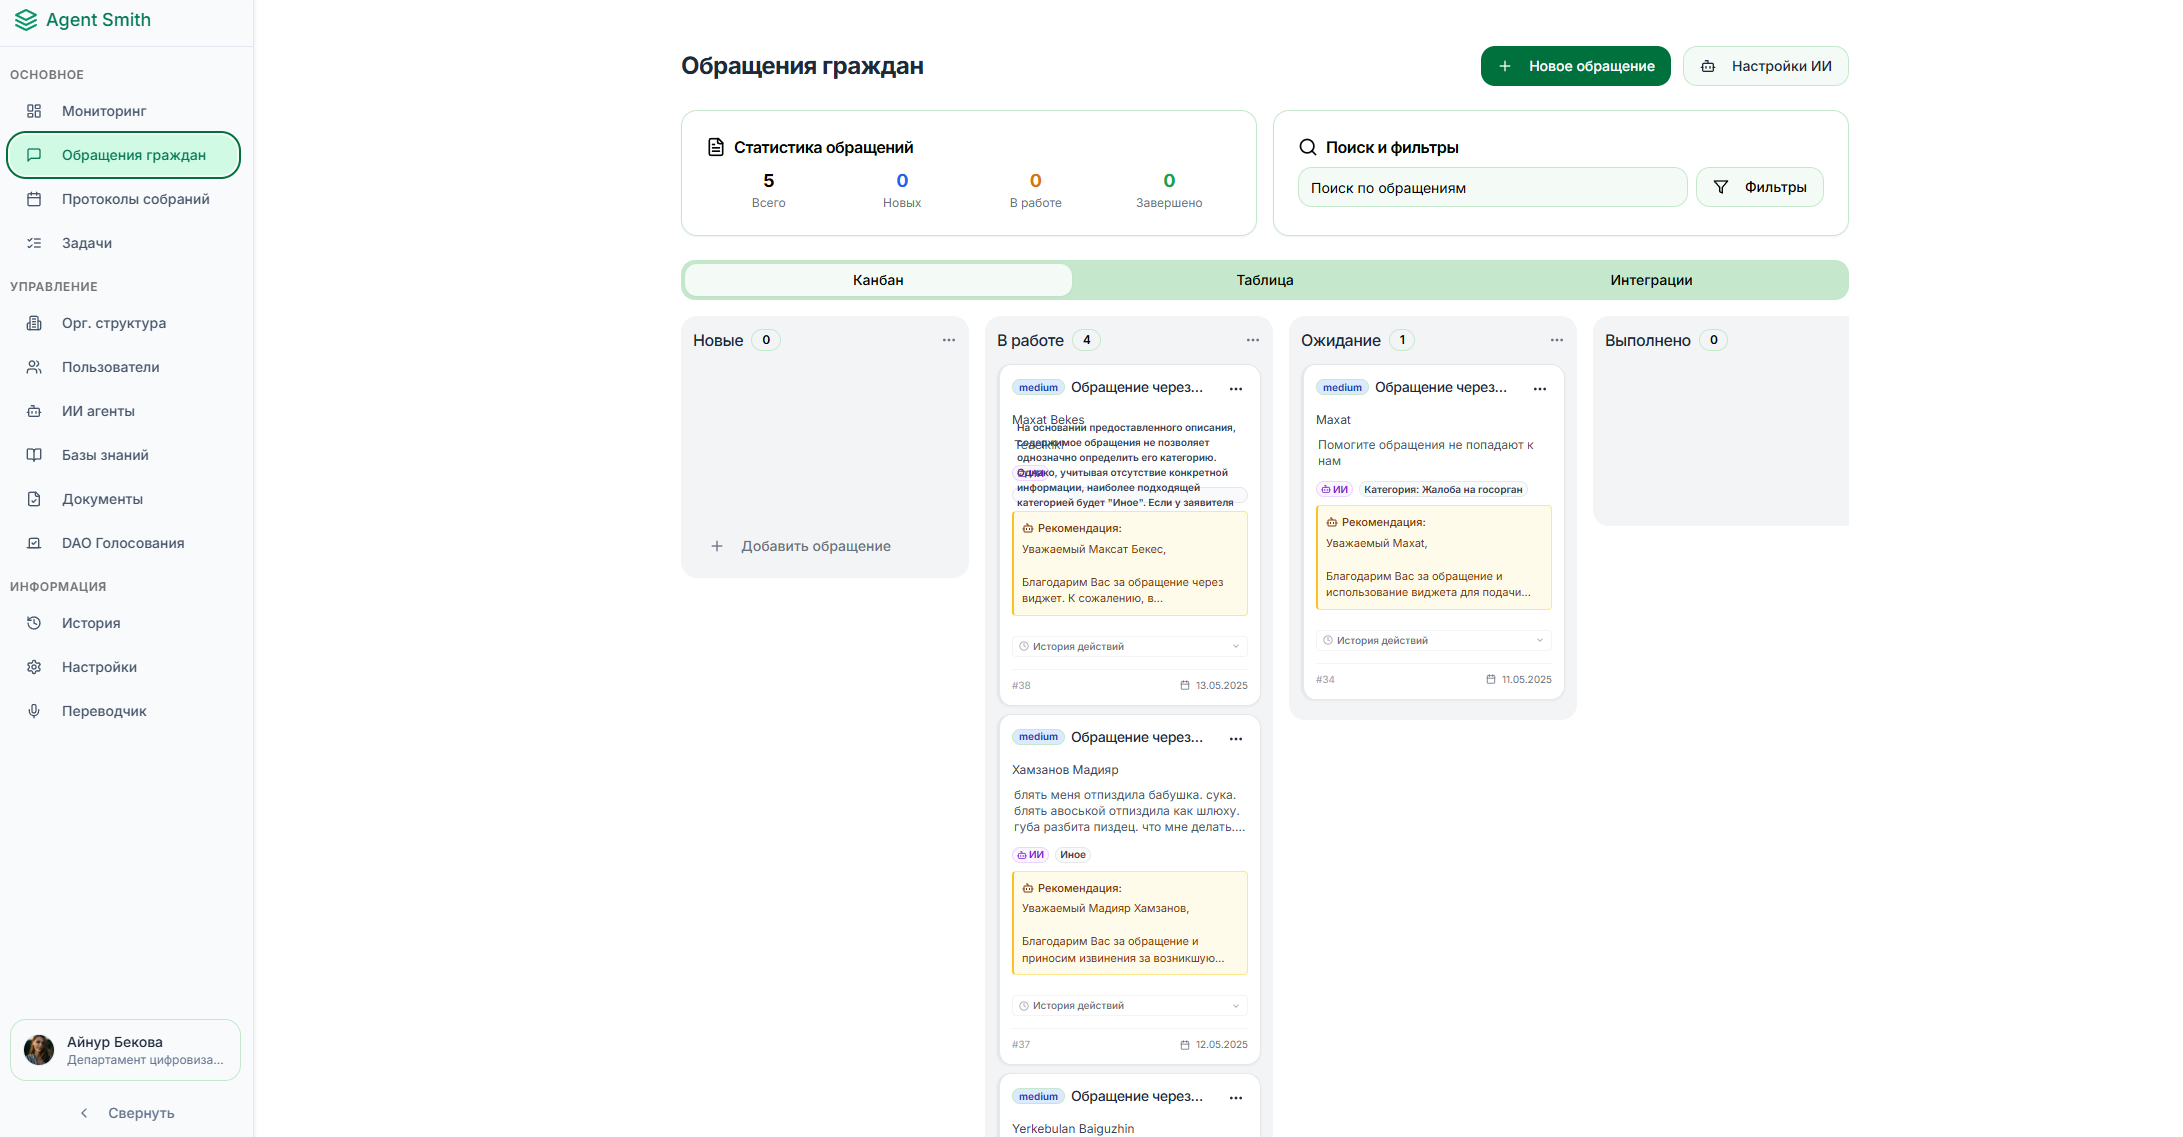 Agent Smith
ОСНОВНОЕ
Мониторинг
Обращения граждан
Протоколы собраний
Задачи
УПРАВЛЕНИЕ
Орг. структура
Пользователи
ИИ агенты
Базы знаний
Документы
DAO Голосования
ИНФОРМАЦИЯ
История
Настройки
Переводчик
Айнур Бекова
Департамент цифровиза...
Свернуть
Обращения граждан
Новое обращение
Настройки ИИ
Статистика обращений
5
Всего
0
Новых
0
В работе
0
Завершено
Поиск и фильтры
Поиск по обращениям
Фильтры
Канбан
Таблица
Интеграции
Новые 0
Добавить обращение
В работе 4
medium Обращение через...
Maxat Bekes
На основании предоставленного описания,
содержимое обращения не позволяет
однозначно определить его категорию.
Однако, учитывая отсутствие конкретной
информации, наиболее подходящей
категорией будет "Иное". Если у заявителя
Рекомендация:
Уважаемый Максат Бекес,
Благодарим Вас за обращение через
виджет. К сожалению, в...
История действий
#38
13.05.2025
medium Обращение через...
Хамзанов Мадияр
блять меня отпиздила бабушка. сука.
блять авоськой отпиздила как шлюху.
губа разбита пиздец. что мне делать....
ИИ Иное
Рекомендация:
Уважаемый Мадияр Хамзанов,
Благодарим Вас за обращение и
приносим извинения за возникшую...
История действий
#37
12.05.2025
medium Обращение через...
Yerkebulan Baiguzhin
Ожидание 1
medium Обращение через...
Maxat
Помогите обращения не попадают к
нам
ИИ Категория: Жалоба на госорган
Рекомендация:
Уважаемый Maxat,
Благодарим Вас за обращение и
использование виджета для подачи...
История действий
#34
11.05.2025
Выполнено 0